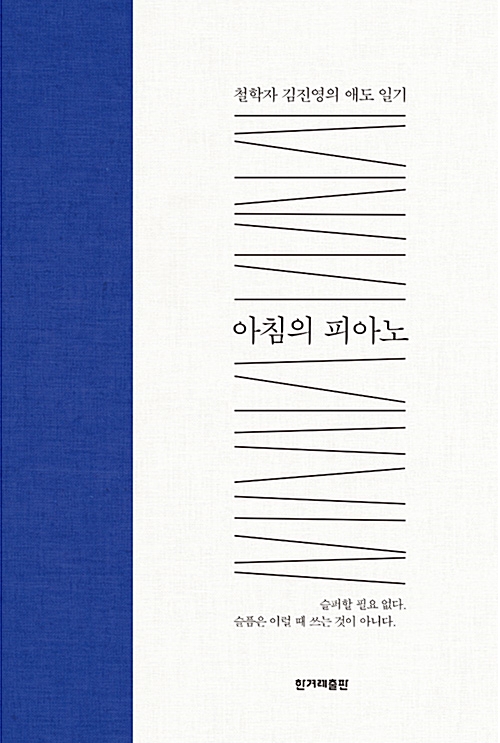 철학자 김진영의 애도 일기
아침의 피아노
슬퍼할 필요 없다.
슬픔은 이럴 때 쓰는 것이 아니다.
한겨레출판